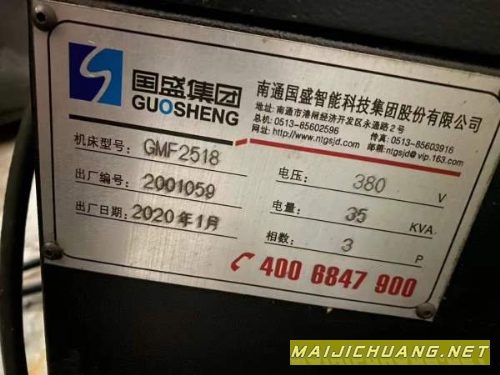 国盛集团
GUOSHENG
南通国盛智能科技集团股份有限公司
地址: 南通市港闸经济开发区永通路2号
总机: 0513-85602596 传真: 0513-85603916
网址: http://www.ntgsjd.com 邮箱: ntgsjd@vip.163.com
机床型号: GMF2518
出厂编号: 2001059
出厂日期: 2020年1月
电压: 380 V
电量: 35 KVA
相数: 3 P
400 6847 900
MAIJICHUANG.NET